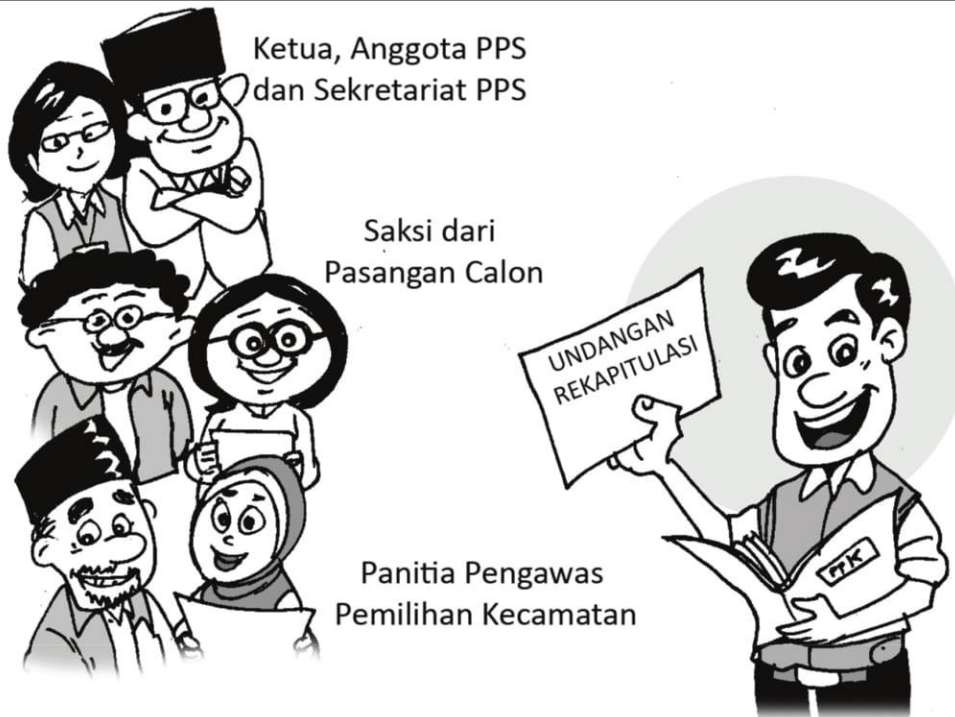 Ketua, Anggota PPS
dan Sekretariat PPS
Saksi dari
Pasangan Calon
UNDANGAN
REKAPITULASI
PPK
Panitia Pengawas
Pemilihan Kecamatan